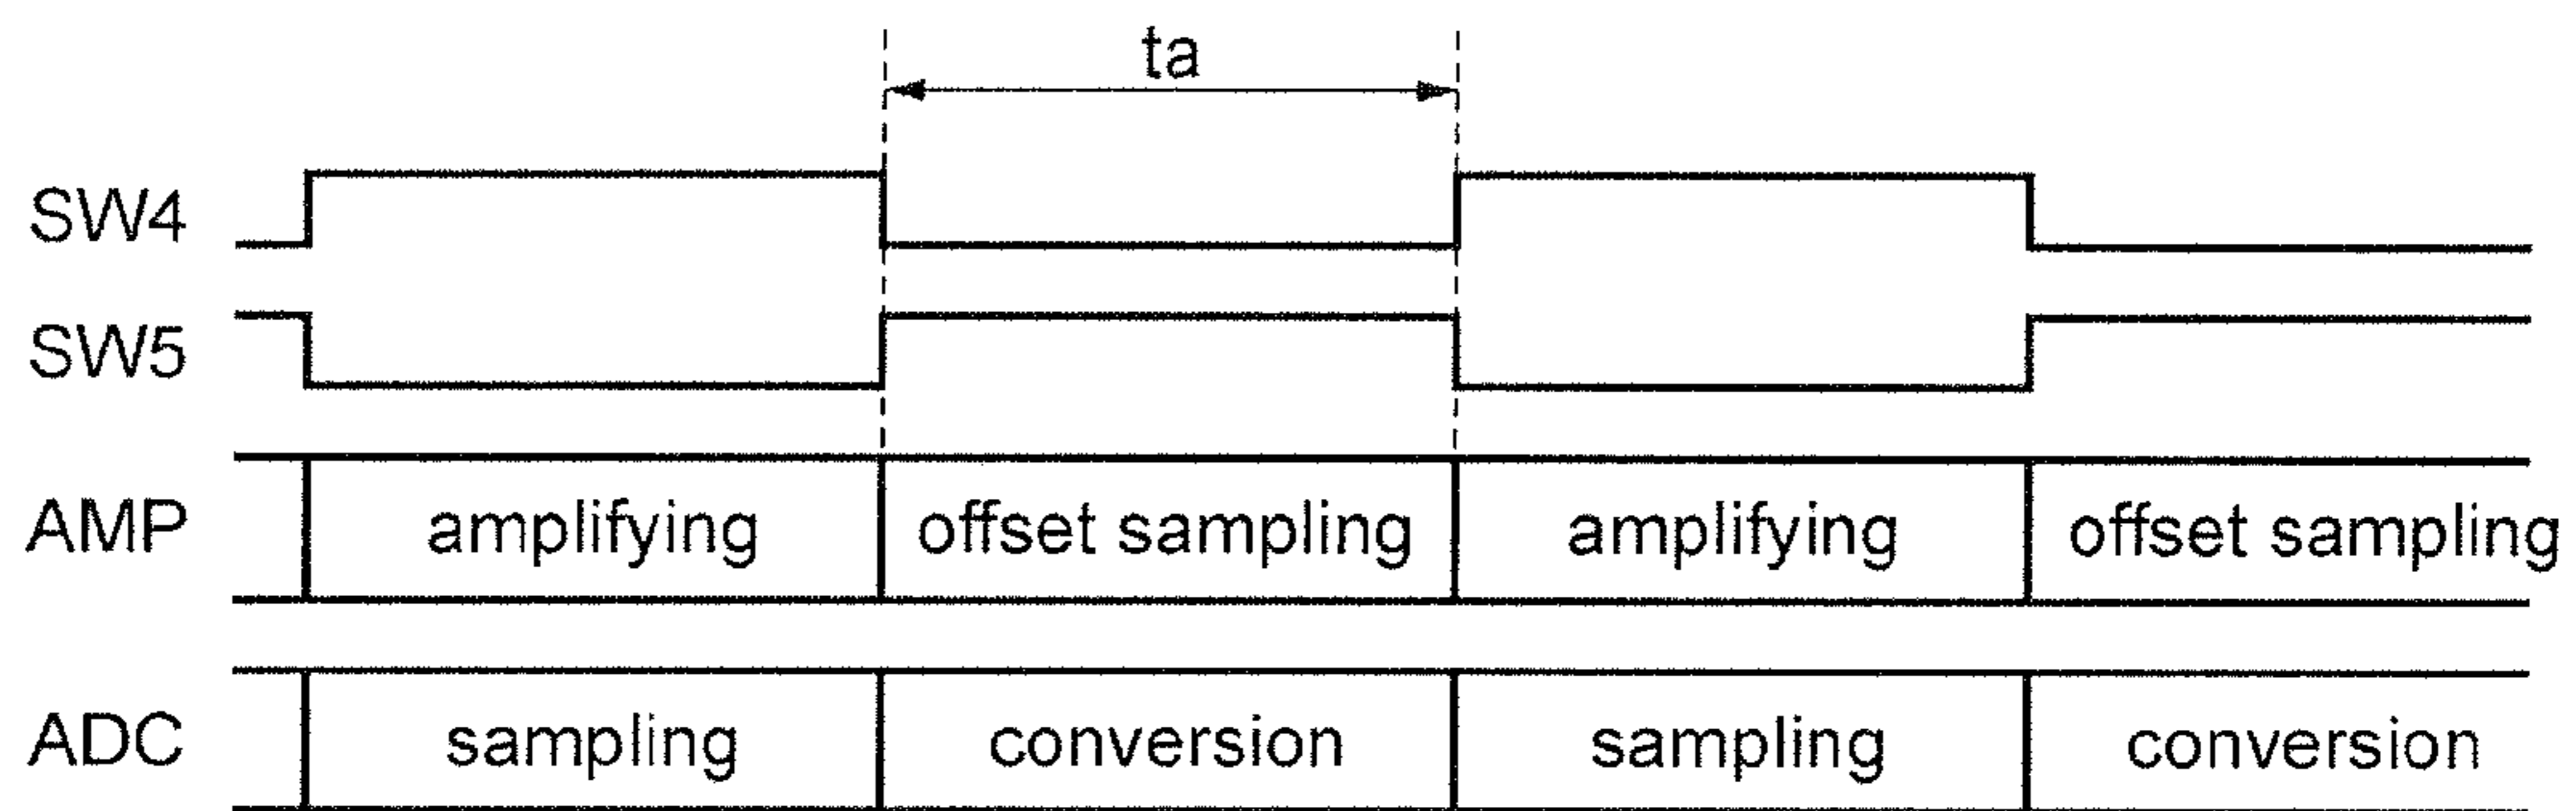 ta
SW4
SW5
AMP amplifying offset sampling amplifying offset sampling
ADC sampling conversion sampling conversion